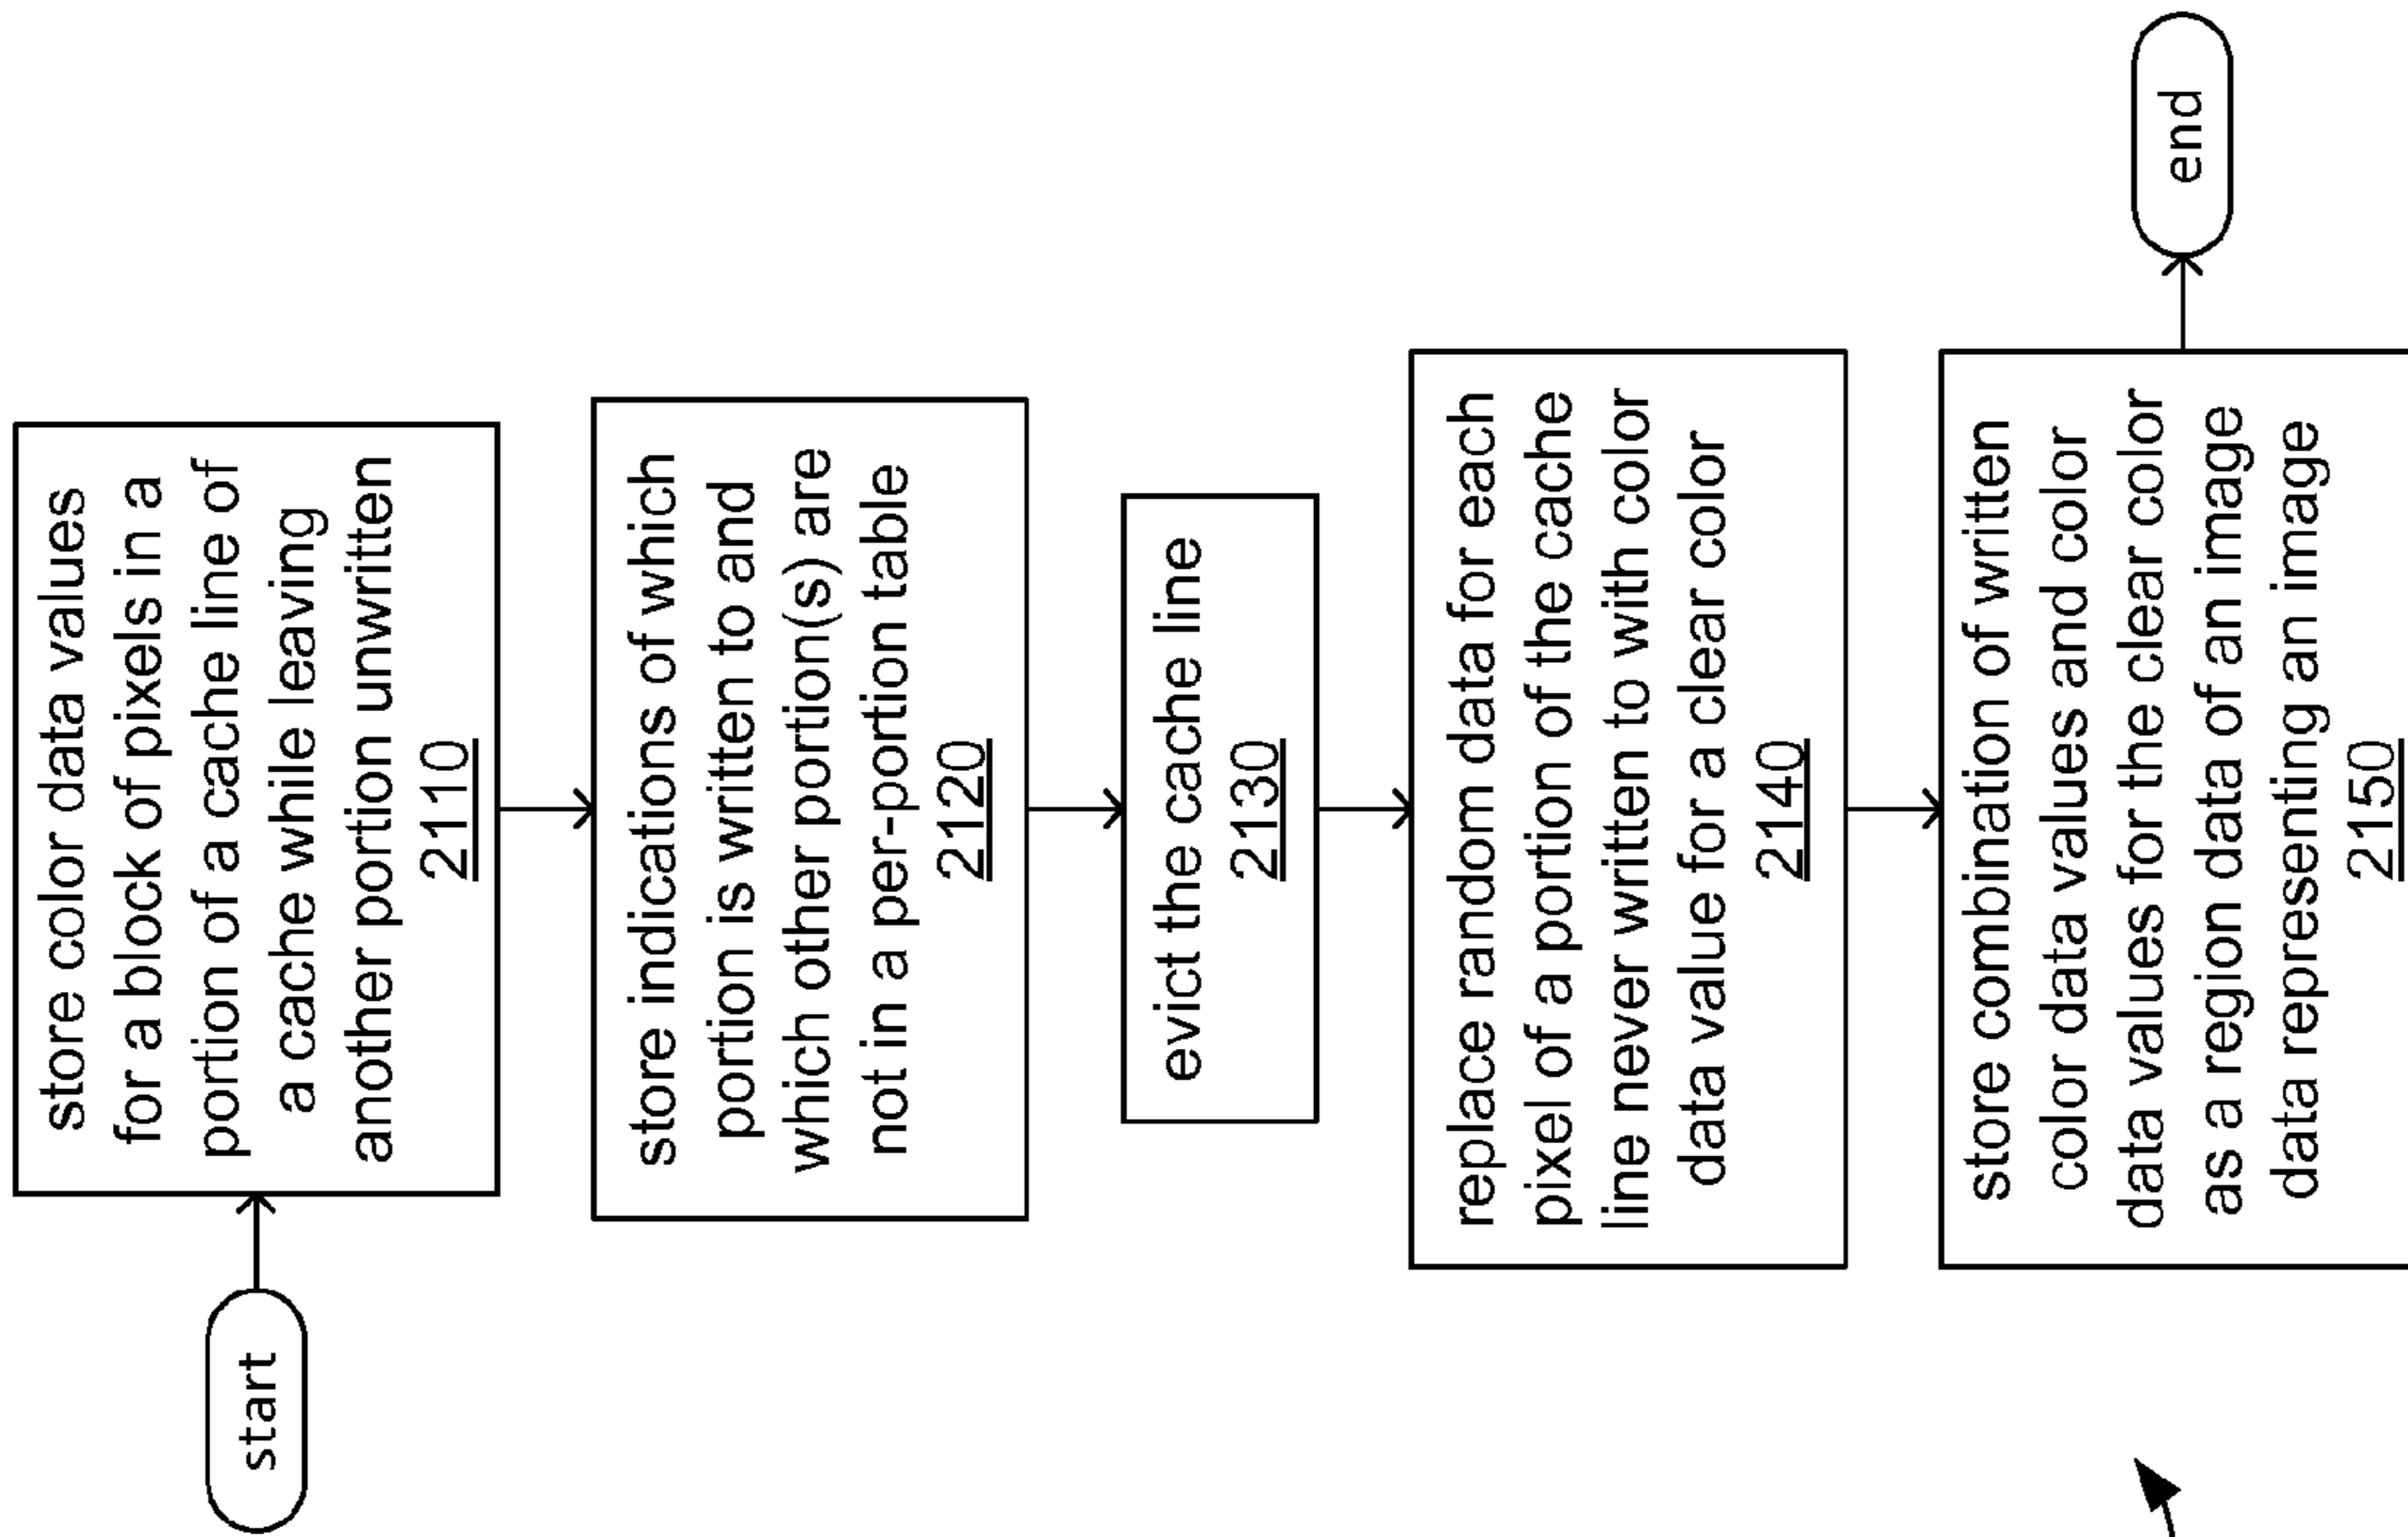 start
store color data values
for a block of pixels in a
portion of a cache line of
a cache while leaving
another portion unwritten
2110
store indications of which
portion is written to and
which other portion(s) are
not in a per-portion table
2120
evict the cache line
2130
replace random data for each
pixel of a portion of the cache
line never written to with color
data value for a clear color
2140
store combination of written
color data values and color
data values for the clear color
as a region data of an image
data representing an image
2150
end